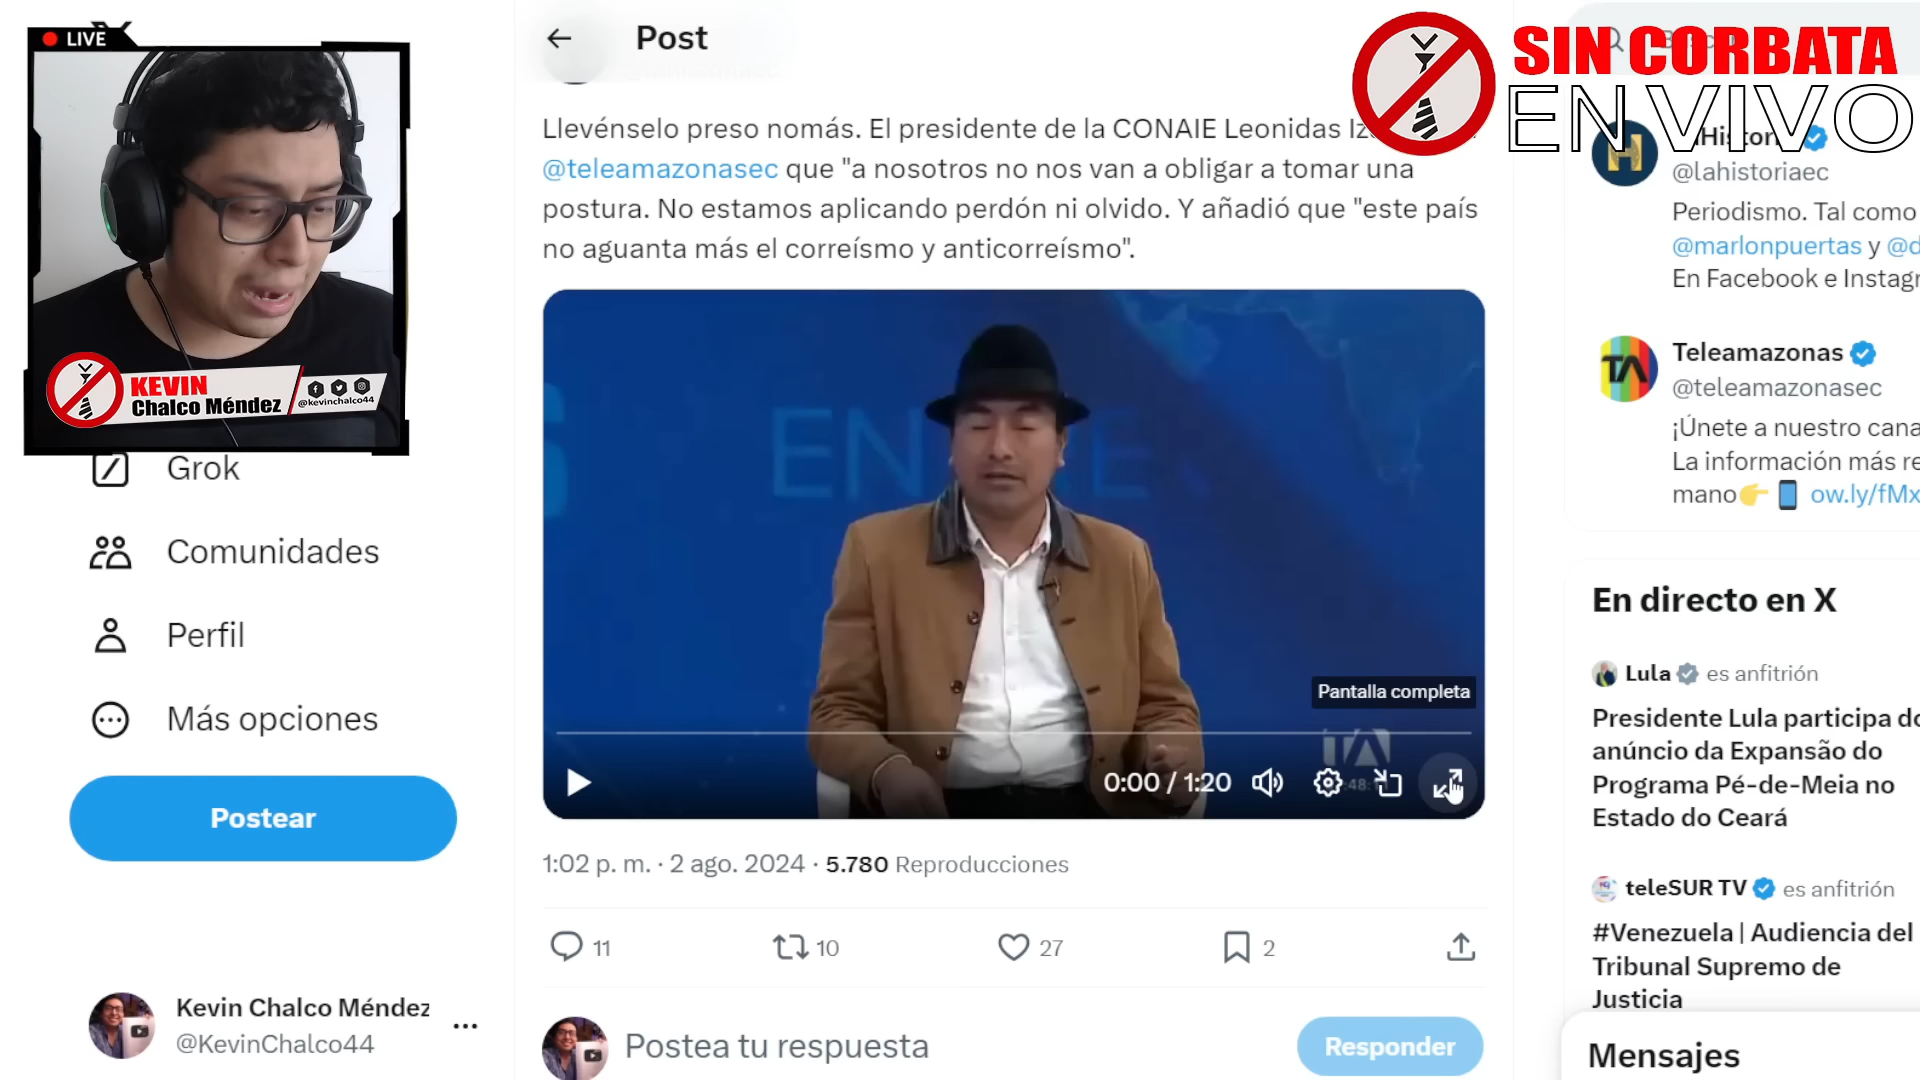 LIVE
KEVIN
Chalco Méndez
@kevinchalco44
Grok
Comunidades
Perfil
Más opciones
Postear
Kevin Chalco Méndez
@KevinChalco44
Post
Llevénselo preso nomás. El presidente de la CONAIE Leonidas
@teleamazonasec que "a nosotros no nos van a obligar a tomar una
postura. No estamos aplicando perdón ni olvido. Y añadió que "este país
no aguanta más el correísmo y anticorreísmo".
TA
Pantalla completa
0:00 / 1:20
1:02 p. m. · 2 ago. 2024 · 5.780 Reproducciones
11
10
27
2
Postea tu respuesta
Responder
SIN CORBATA
EN VIVO
@lahistoriaec
Periodismo. Tal como
@marlonpuertas y @d
En Facebook e Instagr
TA
Teleamazonas
@teleamazonasec
¡Únete a nuestro cana
La información más re
mano👉📱 ow.ly/fMx
En directo en X
Lula es anfitrión
Presidente Lula participa do
anúncio da Expansão do
Programa Pé-de-Meia no
Estado do Ceará
teleSUR TV es anfitrión
#Venezuela | Audiencia del
Tribunal Supremo de
Justicia
Mensajes